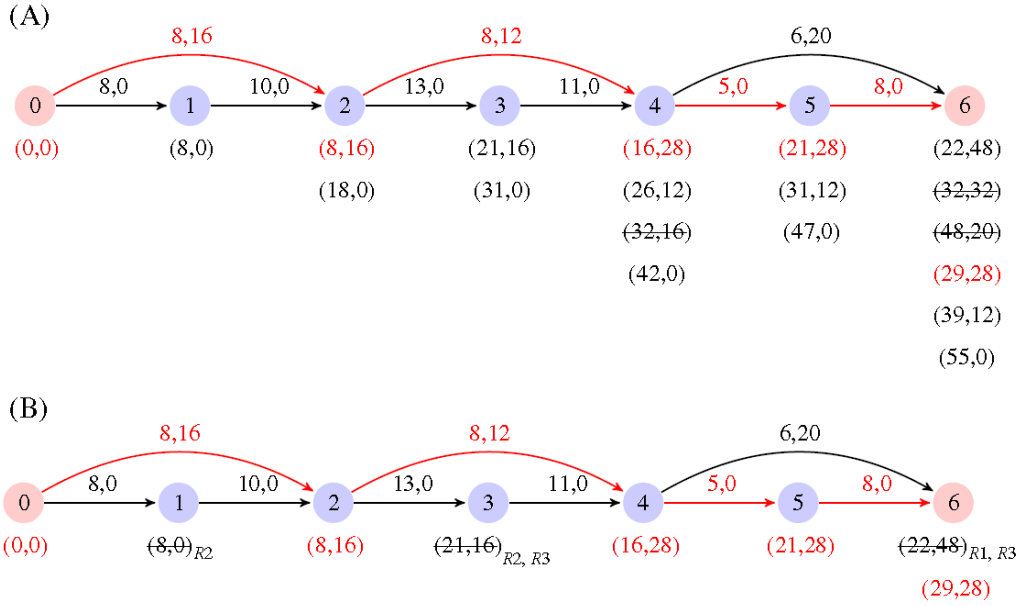 (A)
8,16 8,12 6,20
8,0 10,0 13,0 11,0 5,0 8,0
0 1 2 3 4 5 6
(0,0) (8,0) (8,16) (21,16) (16,28) (21,28) (22,48)
(18,0) (31,0) (26,12) (31,12) (32,32)
(32,16) (47,0) (48,20)
(42,0) (29,28)
(39,12)
(55,0)
(B)
8,16 8,12 6,20
8,0 10,0 13,0 11,0 5,0 8,0
0 1 2 3 4 5 6
(0,0) (8,0)R2 (8,16) (21,16)R2, R3 (16,28) (21,28) (22,48)R1, R3
(29,28)